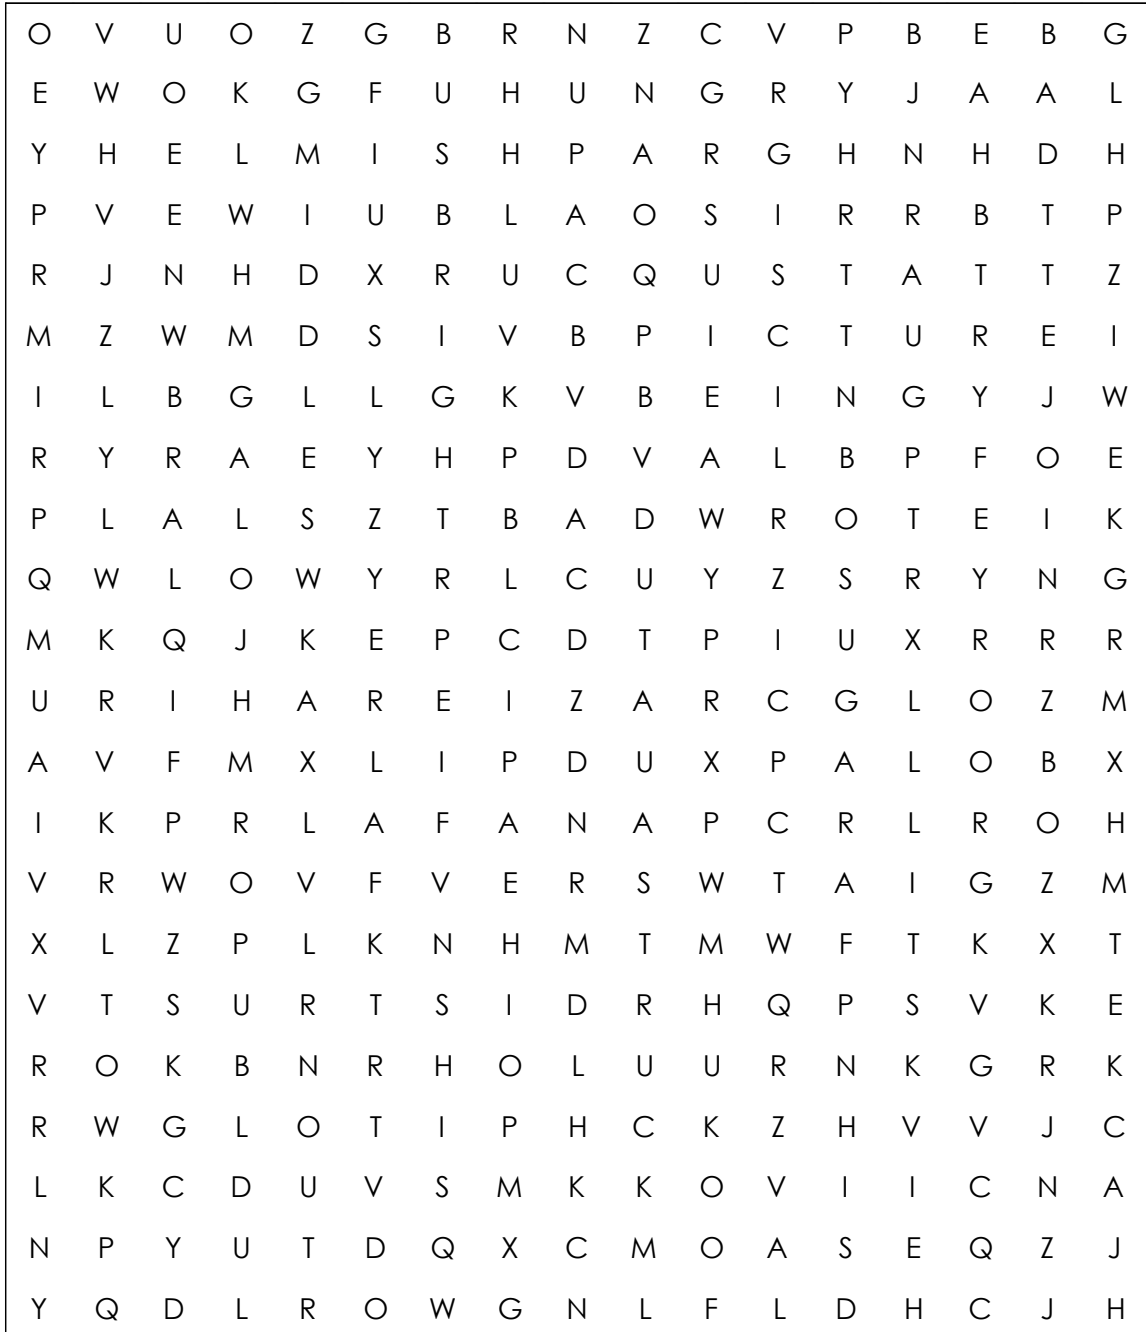 O V U O Z G B R N Z C V P B E B G
E W O K G F U H U N G R Y J A A L
Y H E L M I S H P A R G H N H D H
P V E W I U B L A O S I R R B T P
R J N H D X R U C Q U S T A T T Z
M Z W M D S I V B P I C T U R E I
I L B G L L G K V B E I N G Y J W
R Y R A E Y H P D V A L B P F O E
P L A L S Z T B A D W R O T E I K
Q W L O W Y R L C U Y Z S R Y N G
M K Q J K E P C D T P I U X R R R
U R I H A R E I Z A R C G L O Z M
A V F M X L I P D U X P A L O B X
I K P R L A F A N A P C R L R O H
V R W O V F V E R S W T A I G Z M
X L Z P L K N H M T M W F T K X T
V T S U R T S I D R H Q P S V K E
R O K B N R H O L U U R N K G R K
R W G L O T I P H C K Z H V V J C
L K C D U V S M K K O V I I C N A
N P Y U T D Q X C M O A S E Q Z J
Y Q D L R O W G N L F L D H C J H